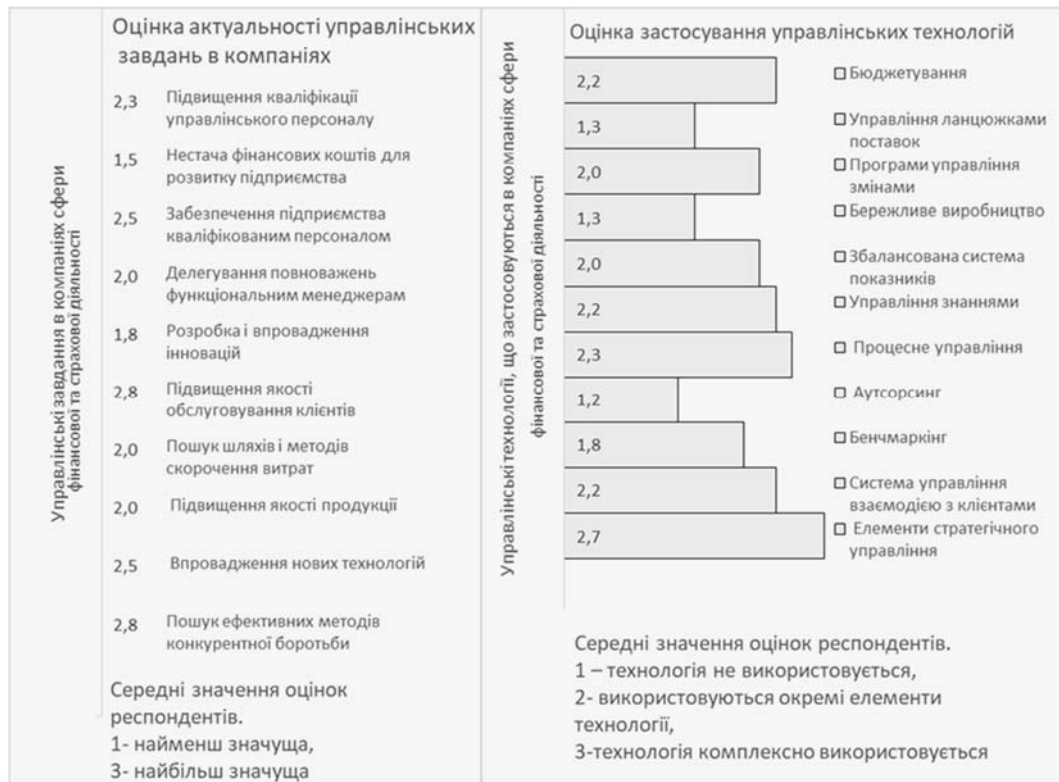 Управлінські завдання в компаніях сфери
фінансової та страхової діяльності
Оцінка актуальності управлінських
завдань в компаніях
2,3 Підвищення кваліфікації
управлінського персоналу
1,5 Нестача фінансових коштів для
розвитку підприємства
2,5 Забезпечення підприємства
кваліфікованим персоналом
2,0 Делегування повноважень
функціональним менеджерам
1,8 Розробка і впровадження
інновацій
2,8 Підвищення якості
обслуговування клієнтів
2,0 Пошук шляхів і методів
скорочення витрат
2,0 Підвищення якості продукції
2,5 Впровадження нових технологій
2,8 Пошук ефективних методів
конкурентної боротьби
Середні значення оцінок
респондентів.
1- найменш значуща,
3- найбільш значуща
Управлінські технології, що застосовуються в компаніях сфери
фінансової та страхової діяльності
Оцінка застосування управлінських технологій
2,2 Бюджетування
1,3 Управління ланцюжками
поставок
2,0 Програми управління
змінами
1,3 Бережливе виробництво
2,0 Збалансована система
показників
2,2 Управління знаннями
2,3 Процесне управління
1,2 Аутсорсинг
1,8 Бенчмаркінг
2,2 Система управління
взаємодією з клієнтами
2,7 Елементи стратегічного
управління
Середні значення оцінок респондентів.
1 – технологія не використовується,
2- використовуються окремі елементи
технології,
3-технологія комплексно використовується